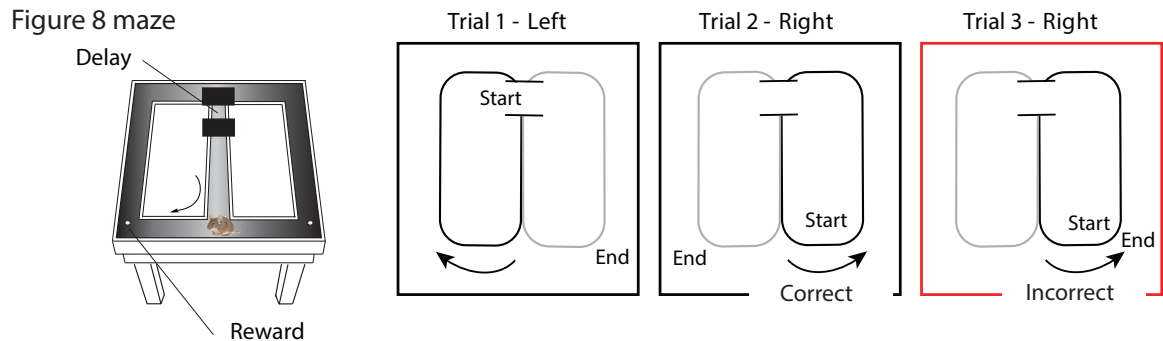 Figure 8 maze
Delay
Reward
Trial 1 - Left
Start
End
Trial 2 - Right
Start
End
Correct
Trial 3 - Right
Start
End
Incorrect